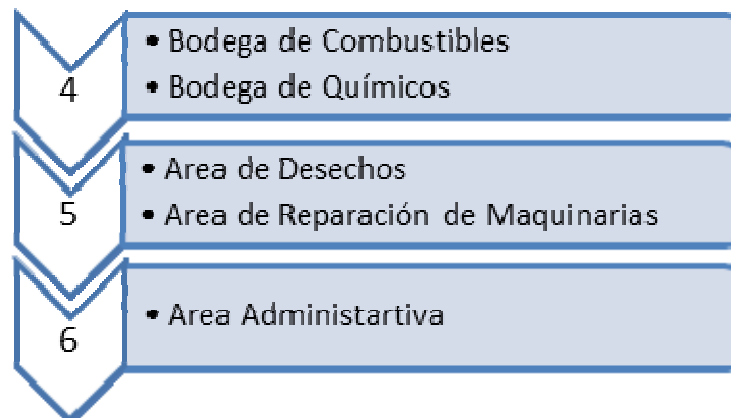 4
• Bodega de Combustibles
• Bodega de Químicos
5
• Area de Desechos
• Area de Reparación de Maquinarias
6
• Area Administartiva